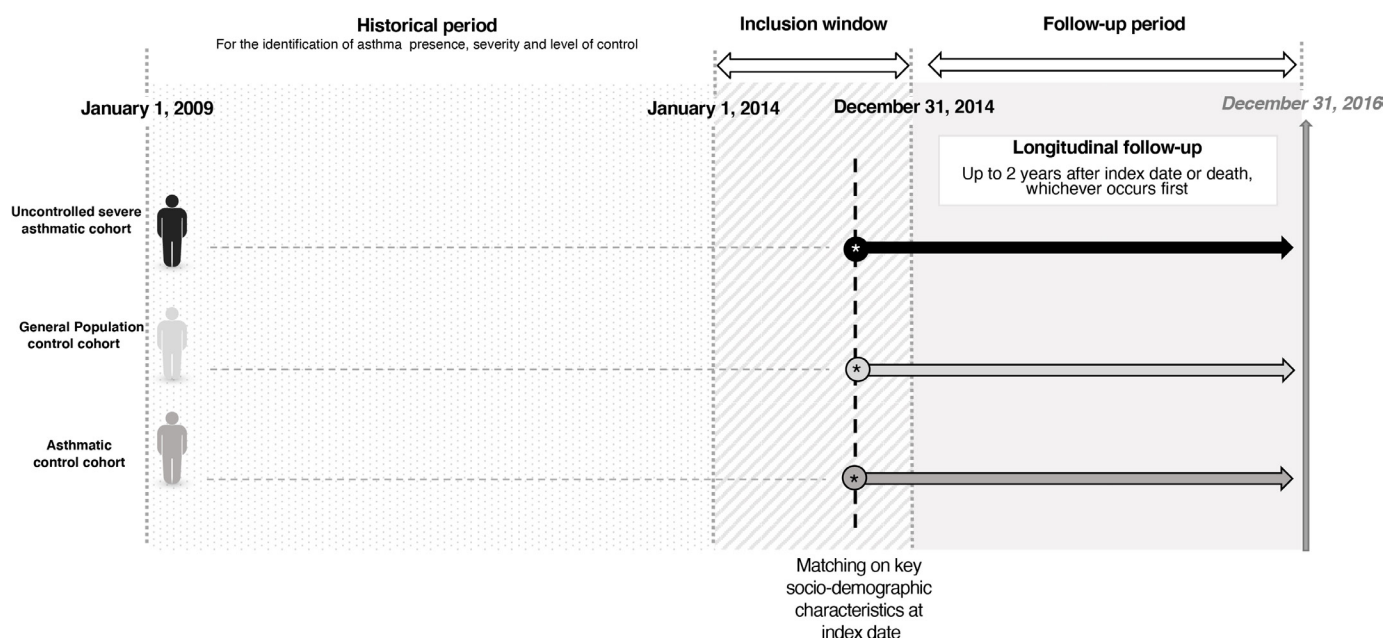 Historical period
For the identification of asthma presence, severity and level of control
Inclusion window
Follow-up period
January 1, 2009
January 1, 2014
December 31, 2014
December 31, 2016
Longitudinal follow-up
Up to 2 years after index date or death,
whichever occurs first
Uncontrolled severe
asthmatic cohort
*
General Population
control cohort
*
Asthmatic
control cohort
*
Matching on key
socio-demographic
characteristics at
index date